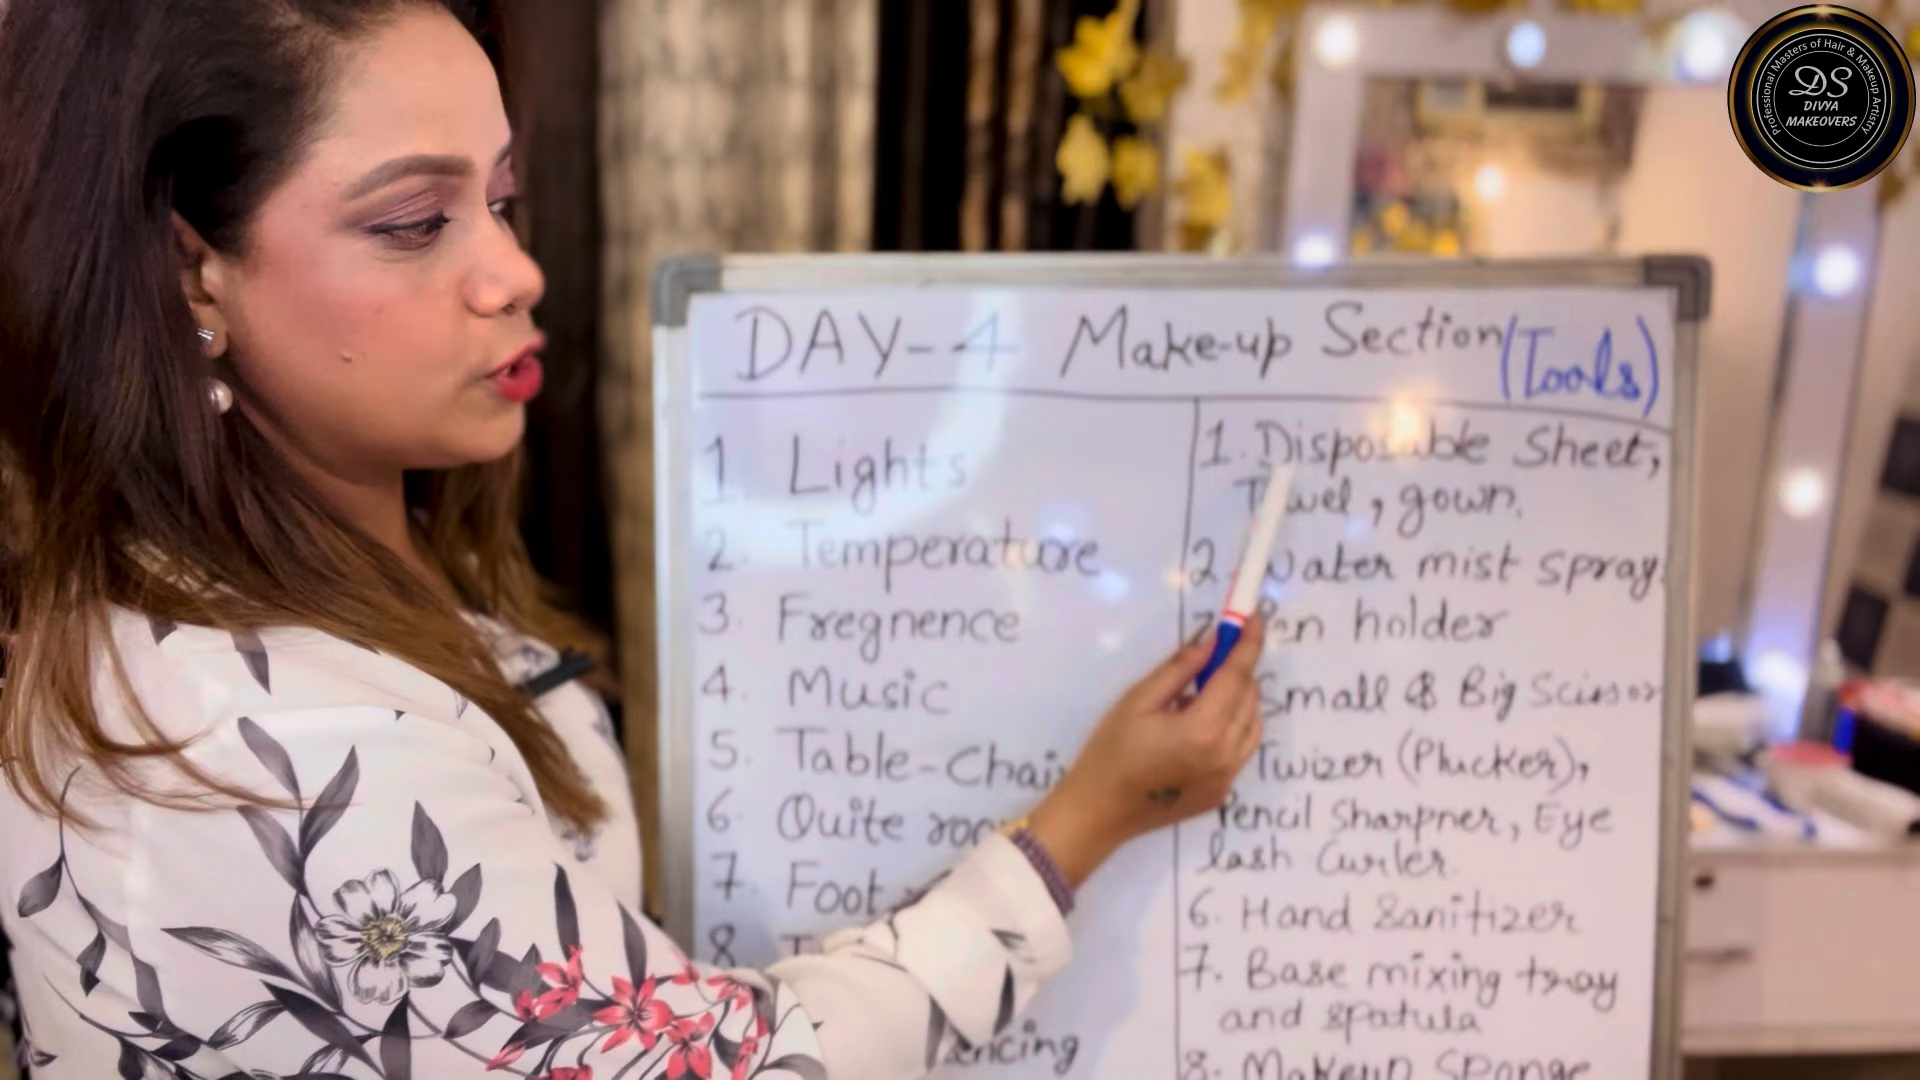 Professional Masters of Hair & Makeup Artistry
DS
DIVYA
MAKEOVERS
DAY-4 Make-up Section (Tools)
1. Lights
2. Temperature
3. Fregnence
4. Music
5. Table-Chair
6. Quite
7. Foot
8.
1. Disposable Sheet,
Towel, gown.
2. Water mist spray
Pen holder
Small & Big Scissor
Twizer (Plucker),
Pencil Sharpner, Eye
lash Curler.
6. Hand Sanitizer
7. Base mixing tray
and spatula
8. Makeup Sponge